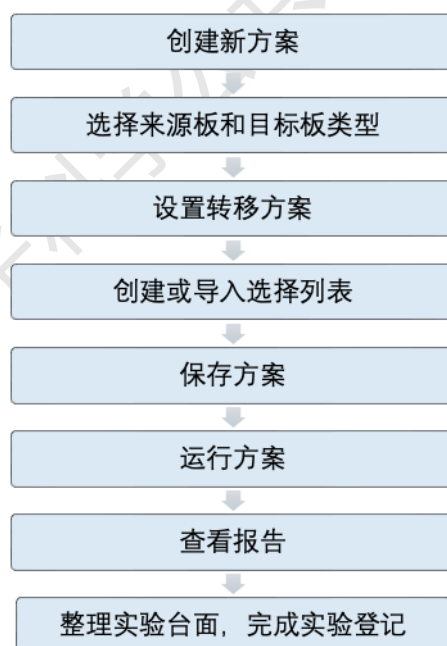 创建新方案
选择来源板和目标板类型
设置转移方案
创建或导入选择列表
保存方案
运行方案
查看报告
整理实验台面，完成实验登记